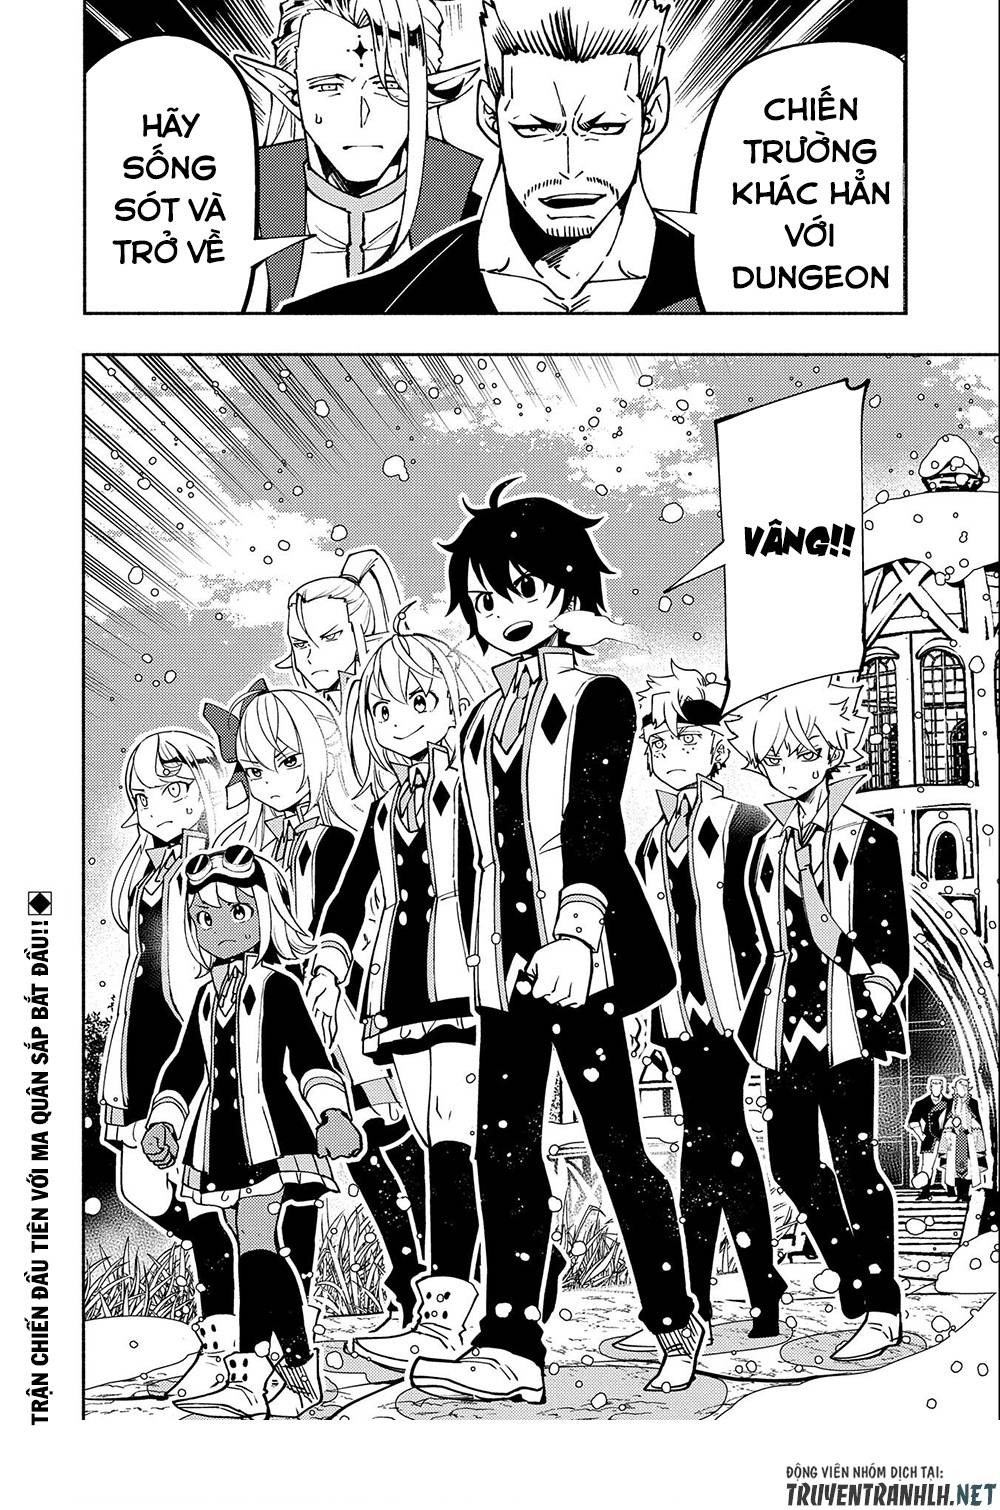 CHIẾN
TRƯỜNG
KHÁC HẲN
VỚI
DUNGEON
HÃY
SỐNG
SÓT VÀ
TRỞ VỀ
VÂNG!!
TRẬN CHIẾN ĐẦU TIÊN VỚI MA QUÂN SẮP BẮT ĐẦU!!
ĐỘNG VIÊN NHÓM DỊCH TẠI:
TRUYENTRANHLH.NET